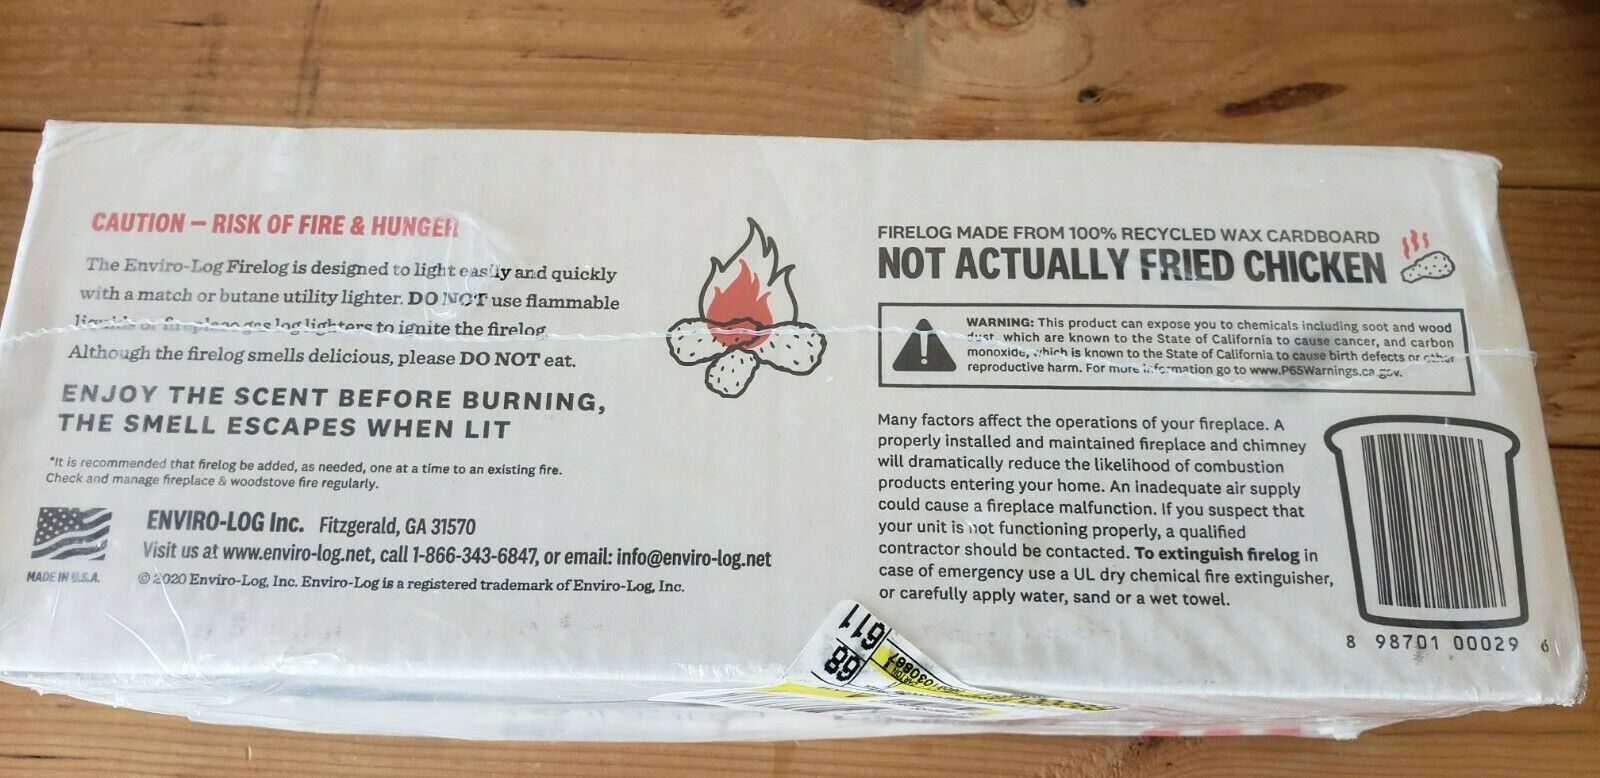 CAUTION – RISK OF FIRE & HUNGER
The Enviro-Log Firelog is designed to light easily and quickly
with a match or butane utility lighter. DO NOT use flammable
liquids or fireplace gas log lighters to ignite the firelog.
Although the firelog smells delicious, please DO NOT eat.
ENJOY THE SCENT BEFORE BURNING,
THE SMELL ESCAPES WHEN LIT
*It is recommended that firelog be added, as needed, one at a time to an existing fire.
Check and manage fireplace & woodstove fire regularly.
MADE IN U.S.A.
ENVIRO-LOG Inc. Fitzgerald, GA 31570
Visit us at www.enviro-log.net, call 1-866-343-6847, or email: info@enviro-log.net
© 2020 Enviro-Log, Inc. Enviro-Log is a registered trademark of Enviro-Log, Inc.
FIRELOG MADE FROM 100% RECYCLED WAX CARDBOARD
NOT ACTUALLY FRIED CHICKEN
WARNING: This product can expose you to chemicals including soot and wood
dust, which are known to the State of California to cause cancer, and carbon
monoxide, which is known to the State of California to cause birth defects or other
reproductive harm. For more information go to www.P65Warnings.ca.gov.
Many factors affect the operations of your fireplace. A
properly installed and maintained fireplace and chimney
will dramatically reduce the likelihood of combustion
products entering your home. An inadequate air supply
could cause a fireplace malfunction. If you suspect that
your unit is not functioning properly, a qualified
contractor should be contacted. To extinguish firelog in
case of emergency use a UL dry chemical fire extinguisher,
or carefully apply water, sand or a wet towel.
8 98701 00029 6
611
68